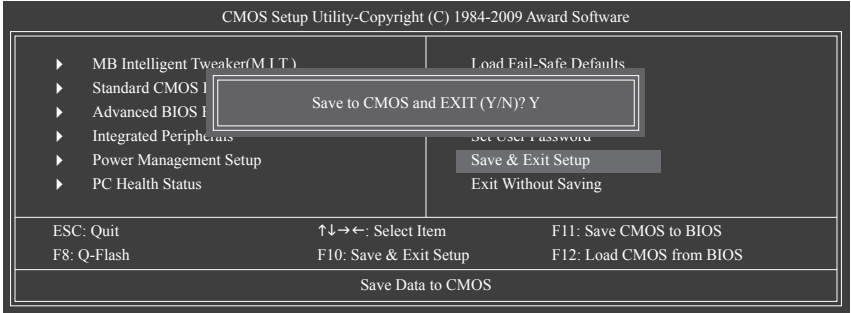 CMOS Setup Utility-Copyright (C) 1984-2009 Award Software
MB Intelligent Tweaker(M.I.T.)
Standard CMOS
Advanced BIOS
Integrated Peripherals
Power Management Setup
PC Health Status
Load Fail-Safe Defaults
Set User Password
Save & Exit Setup
Exit Without Saving
Save to CMOS and EXIT (Y/N)? Y
ESC: Quit ↑↓→←: Select Item F11: Save CMOS to BIOS
F8: Q-Flash F10: Save & Exit Setup F12: Load CMOS from BIOS
Save Data to CMOS